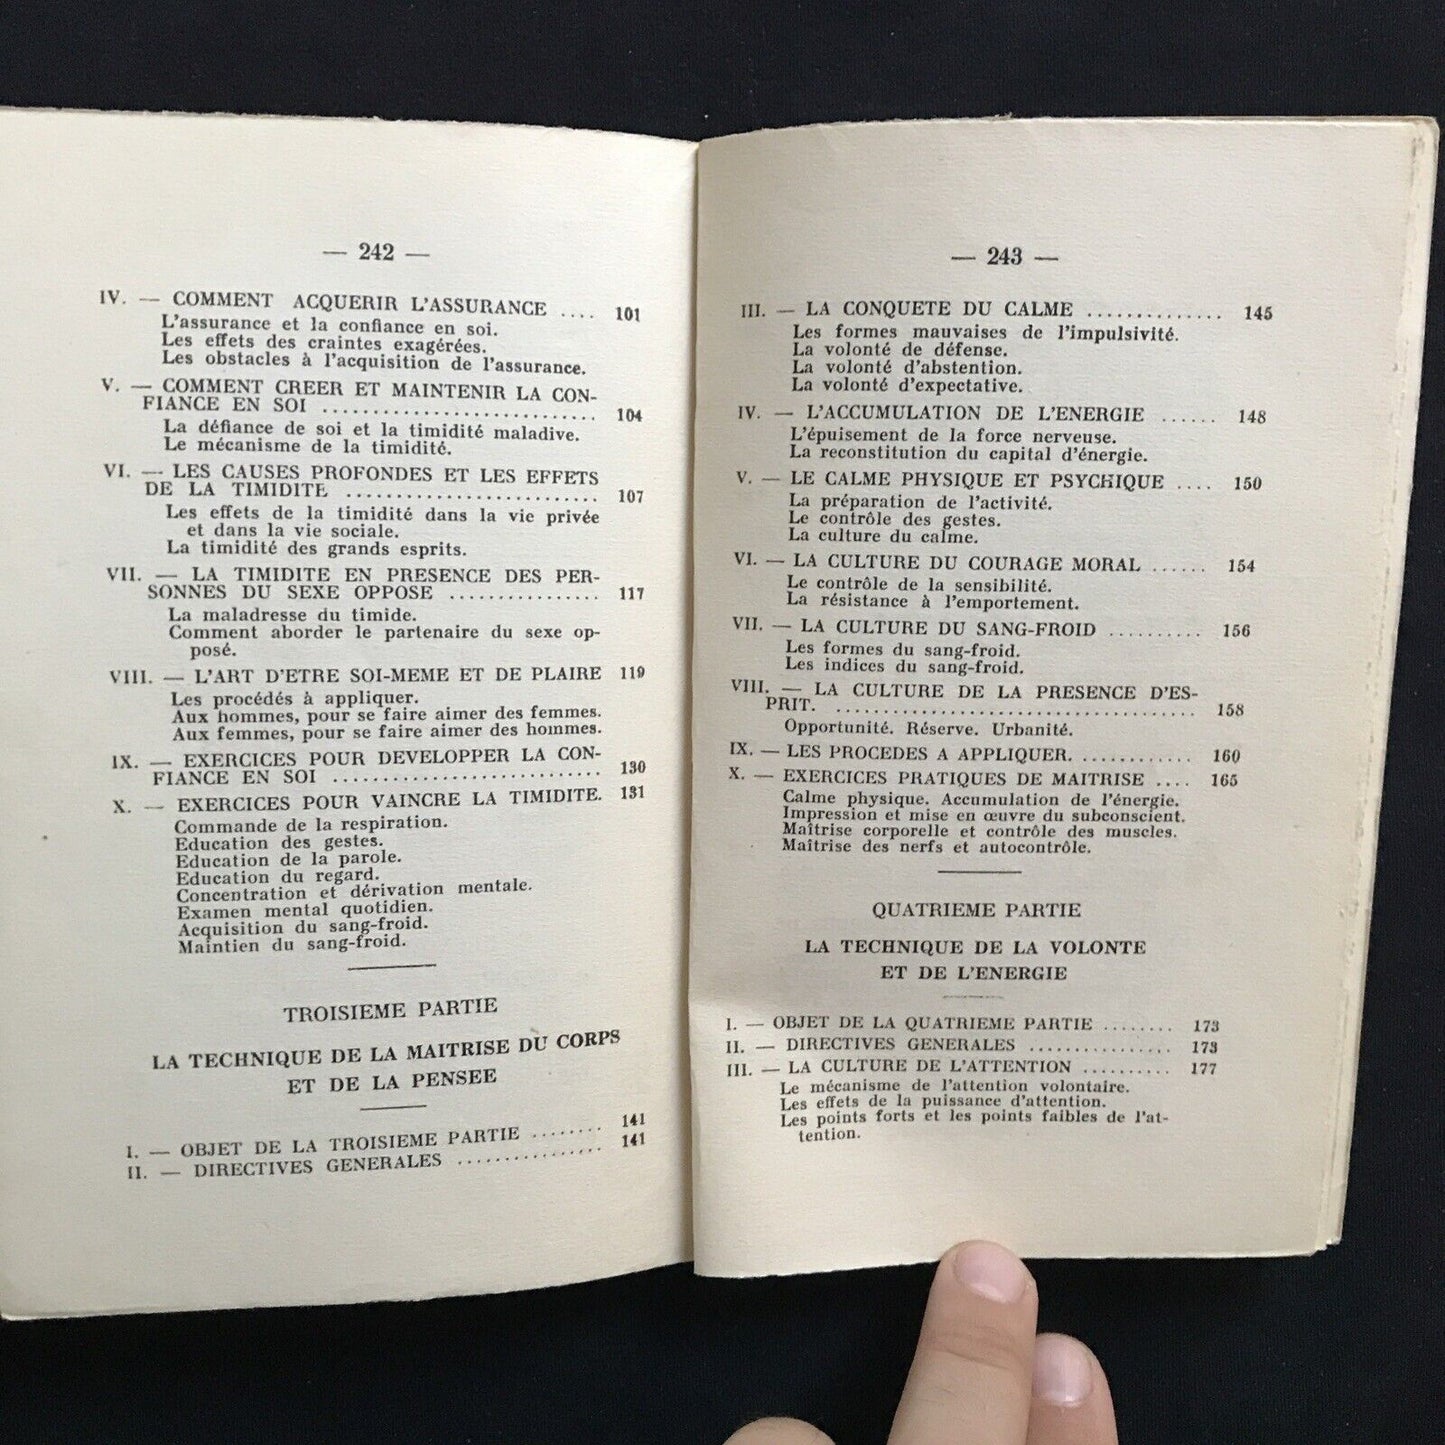 — 242 —
IV. — COMMENT ACQUERIR L'ASSURANCE .... 101
L'assurance et la confiance en soi.
Les effets des craintes exagérées.
Les obstacles à l'acquisition de l'assurance.
V. — COMMENT CREER ET MAINTENIR LA CON-
FIANCE EN SOI ............................ 104
La défiance de soi et la timidité maladive.
Le mécanisme de la timidité.
VI. — LES CAUSES PROFONDES ET LES EFFETS
DE LA TIMIDITE .......................... 107
Les effets de la timidité dans la vie privée
et dans la vie sociale.
La timidité des grands esprits.
VII. — LA TIMIDITE EN PRESENCE DES PER-
SONNES DU SEXE OPPOSE ................ 117
La maladresse du timide.
Comment aborder le partenaire du sexe op-
posé.
VIII. — L'ART D'ETRE SOI-MEME ET DE PLAIRE 119
Les procédés à appliquer.
Aux hommes, pour se faire aimer des femmes.
Aux femmes, pour se faire aimer des hommes.
IX. — EXERCICES POUR DEVELOPPER LA CON-
FIANCE EN SOI ............................ 130
X. — EXERCICES POUR VAINCRE LA TIMIDITE. 131
Commande de la respiration.
Education des gestes.
Education de la parole.
Education du regard.
Concentration et dérivation mentale.
Examen mental quotidien.
Acquisition du sang-froid.
Maintien du sang-froid.
TROISIEME PARTIE
LA TECHNIQUE DE LA MAITRISE DU CORPS
ET DE LA PENSEE
I. — OBJET DE LA TROISIEME PARTIE ........ 141
II. — DIRECTIVES GENERALES ................ 141
— 243 —
III. — LA CONQUETE DU CALME .............. 145
Les formes mauvaises de l'impulsivité.
La volonté de défense.
La volonté d'abstention.
La volonté d'expectative.
IV. — L'ACCUMULATION DE L'ENERGIE ...... 148
L'épuisement de la force nerveuse.
La reconstitution du capital d'énergie.
V. — LE CALME PHYSIQUE ET PSYCHIQUE .... 150
La préparation de l'activité.
Le contrôle des gestes.
La culture du calme.
VI. — LA CULTURE DU COURAGE MORAL ...... 154
Le contrôle de la sensibilité.
La résistance à l'emportement.
VII. — LA CULTURE DU SANG-FROID .......... 156
Les formes du sang-froid.
Les indices du sang-froid.
VIII. — LA CULTURE DE LA PRESENCE D'ES-
PRIT. ...................................... 158
Opportunité. Réserve. Urbanité.
IX. — LES PROCEDES A APPLIQUER. ............ 160
X. — EXERCICES PRATIQUES DE MAITRISE .... 165
Calme physique. Accumulation de l'énergie.
Impression et mise en œuvre du subconscient.
Maîtrise corporelle et contrôle des muscles.
Maîtrise des nerfs et autocontrôle.
QUATRIEME PARTIE
LA TECHNIQUE DE LA VOLONTE
ET DE L'ENERGIE
I. — OBJET DE LA QUATRIEME PARTIE ........ 173
II. — DIRECTIVES GENERALES ................ 173
III. — LA CULTURE DE L'ATTENTION .......... 177
Le mécanisme de l'attention volontaire.
Les effets de la puissance d'attention.
Les points forts et les points faibles de l'at-
tention.